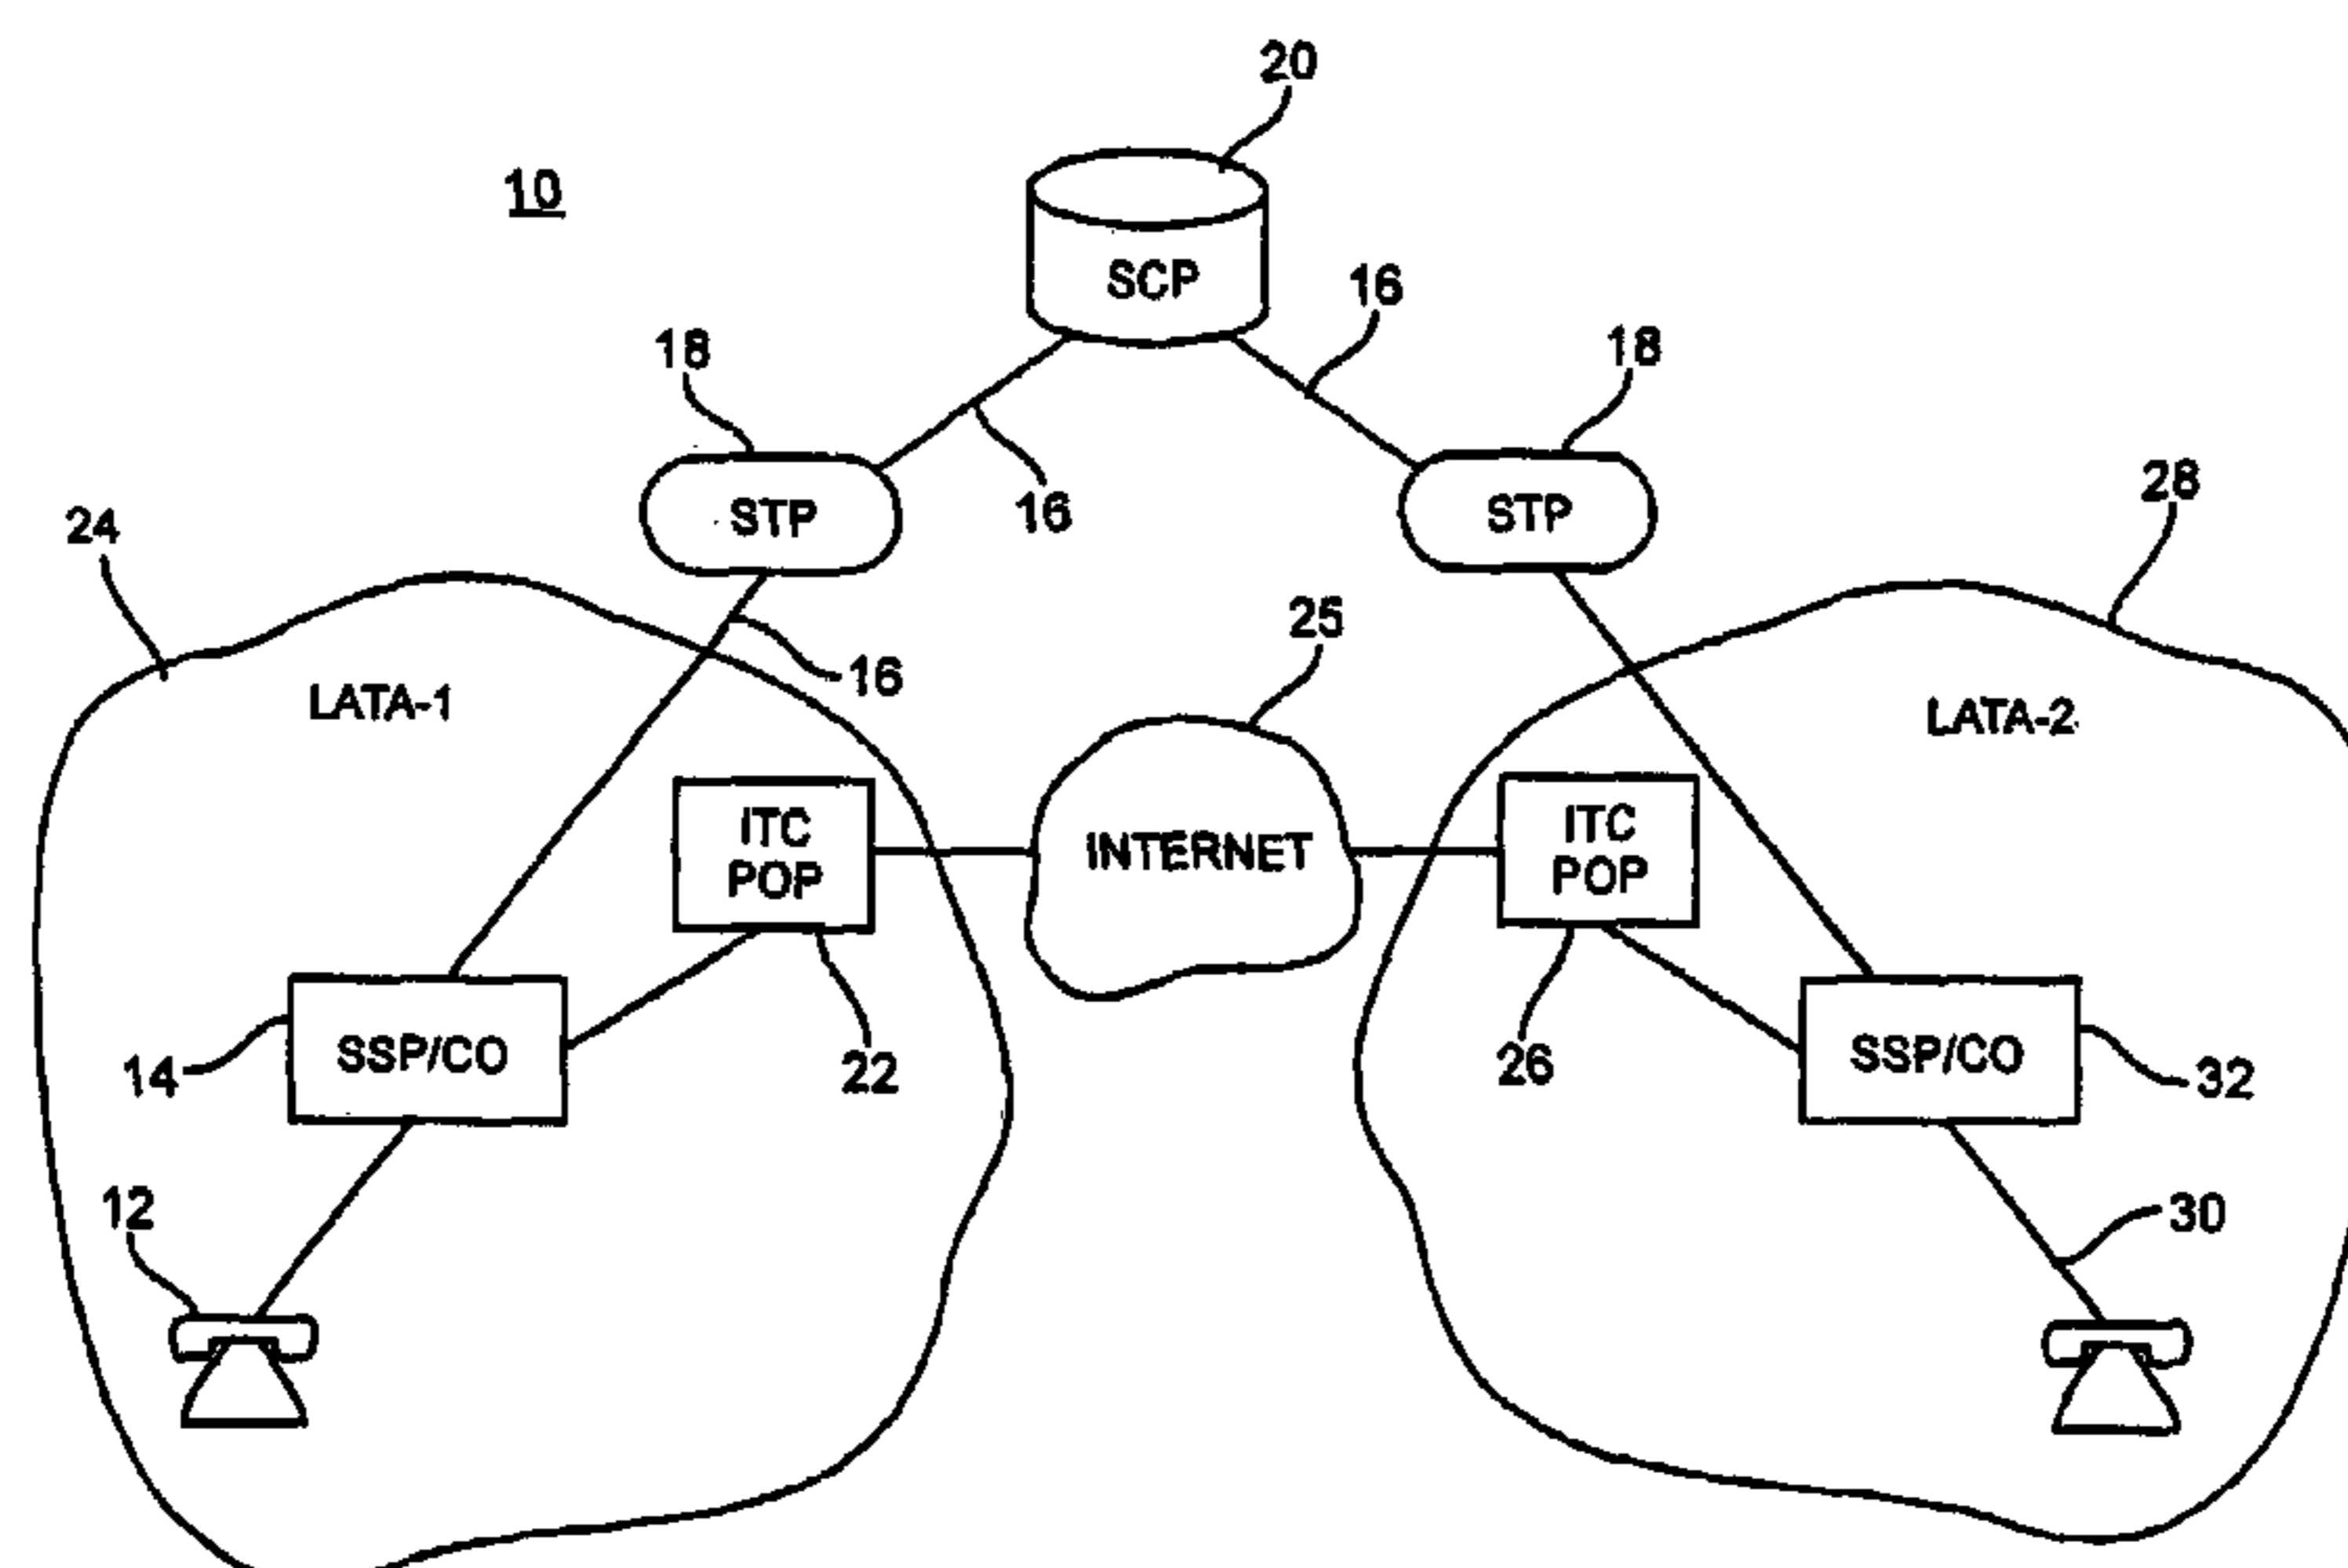 20
10
SCP
16
18
18
16
STP
STP
28
24
25
16
LATA-1
LATA-2
ITC
POP
INTERNET
ITC
POP
14
SSP/CO
22
26
SSP/CO
32
12
30